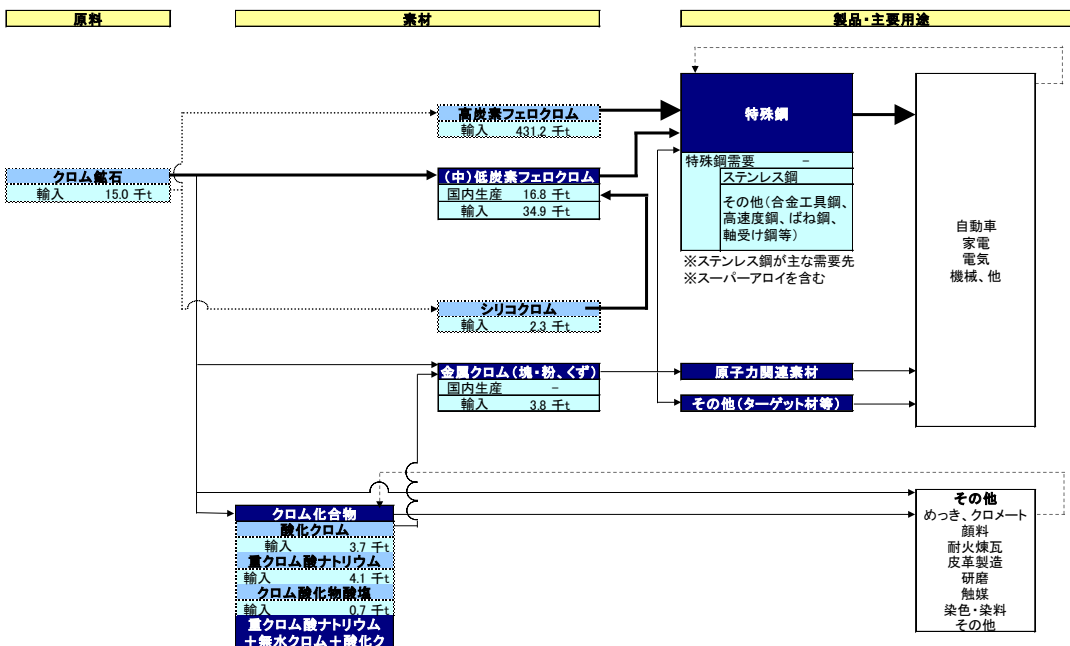 原料
素材
製品・主要用途
高炭素フェロクロム
輸入 431.2 千t
特殊鋼
クロム鉱石
輸入 15.0 千t
（中）低炭素フェロクロム
国内生産 16.8 千t
輸入 34.9 千t
特殊鋼需要 －
ステンレス鋼
その他（合金工具鋼、
高速度鋼、ばね鋼、
軸受け鋼等）
※ステンレス鋼が主な需要先
※スーパーアロイを含む
自動車
家電
電気
機械、他
シリコクロム
輸入 2.3 千t
金属クロム（塊・粉、くず）
国内生産 －
輸入 3.8 千t
原子力関連素材
その他（ターゲット材等）
クロム化合物
酸化クロム
輸入 3.7 千t
重クロム酸ナトリウム
輸入 4.1 千t
クロム酸化物酸塩
輸入 0.7 千t
重クロム酸ナトリウム
＋無水クロム＋酸化ク
その他
めっき、クロメート
顔料
耐火煉瓦
皮革製造
研磨
触媒
染色・染料
その他